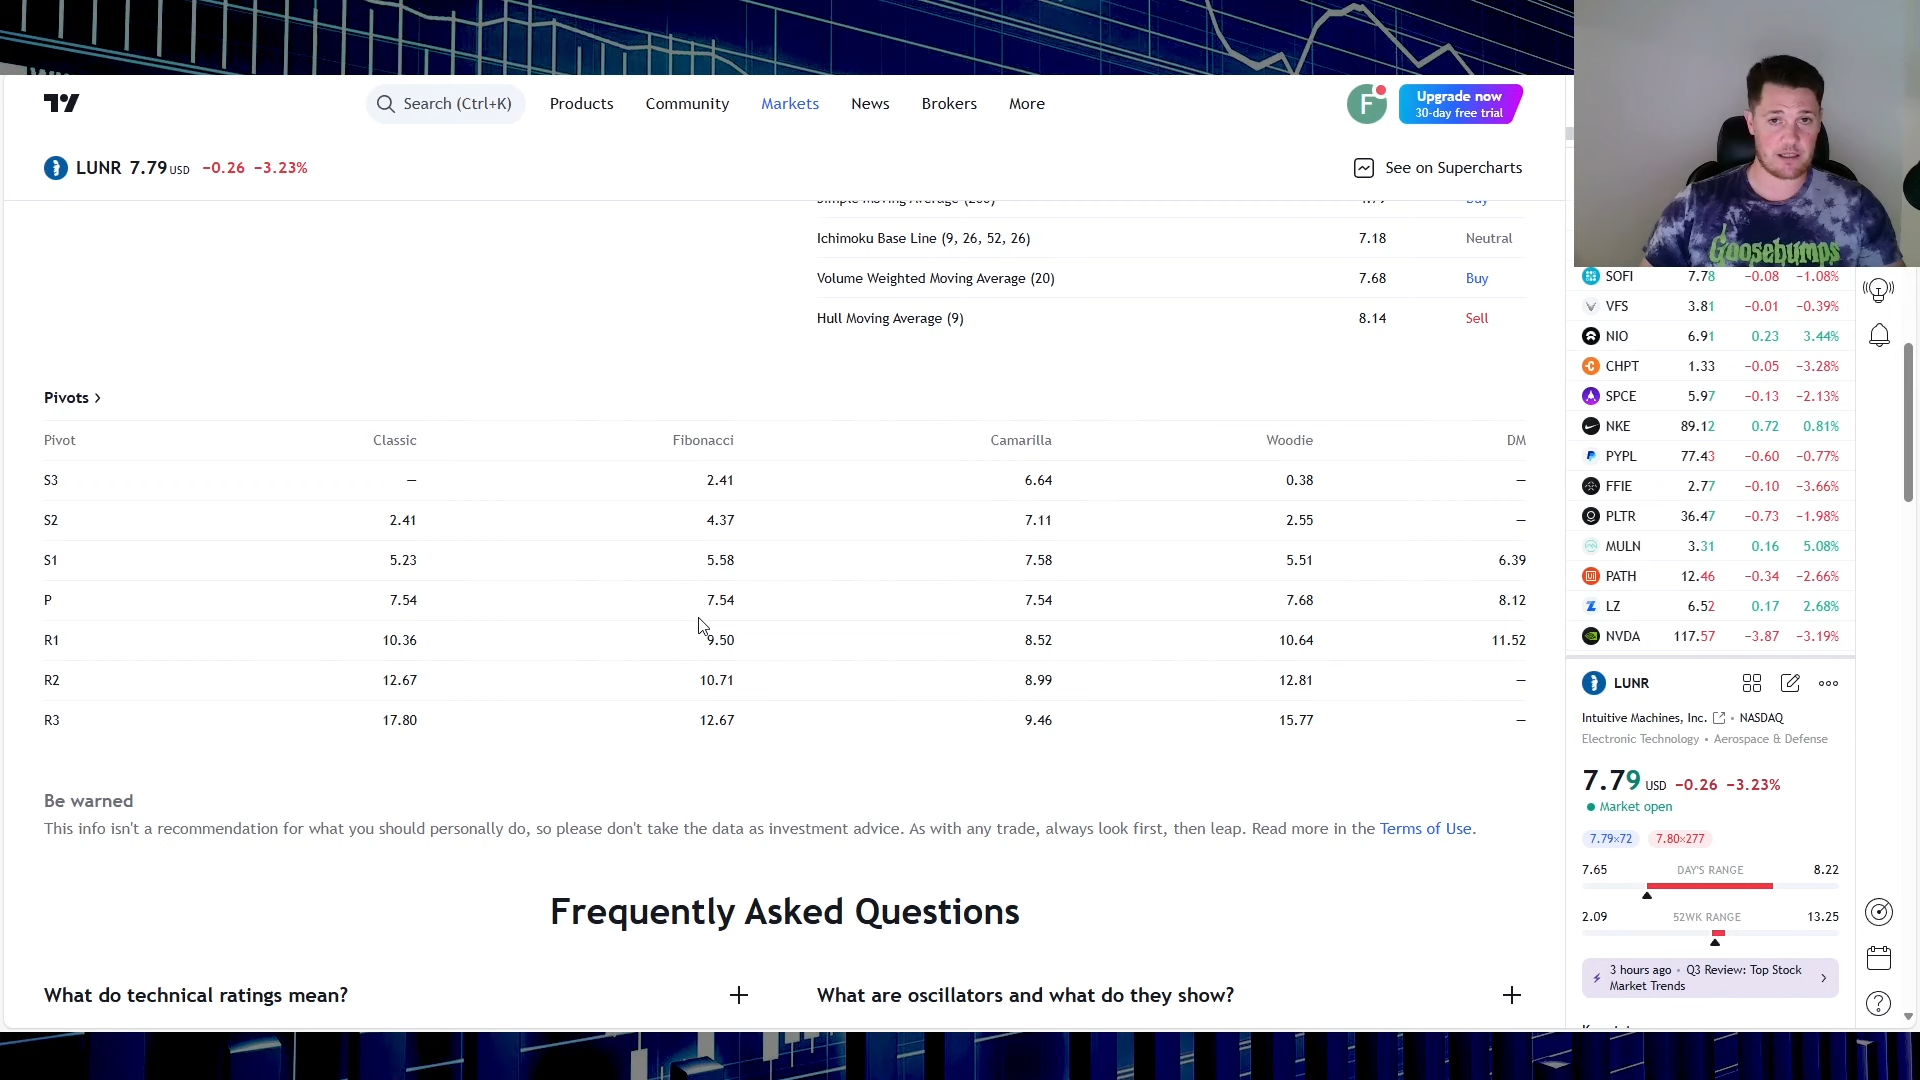 Search (Ctrl+K) Products Community Markets News Brokers More
F
Upgrade now
30-day free trial
LUNR 7.79 USD −0.26 −3.23%
See on Supercharts
Simple Moving Average (200) 4.79 Buy
Ichimoku Base Line (9, 26, 52, 26) 7.18 Neutral
Volume Weighted Moving Average (20) 7.68 Buy
Hull Moving Average (9) 8.14 Sell
Pivots
Pivot Classic Fibonacci Camarilla Woodie DM
S3 — 2.41 6.64 0.38 —
S2 2.41 4.37 7.11 2.55 —
S1 5.23 5.58 7.58 5.51 6.39
P 7.54 7.54 7.54 7.68 8.12
R1 10.36 9.50 8.52 10.64 11.52
R2 12.67 10.71 8.99 12.81 —
R3 17.80 12.67 9.46 15.77 —
Be warned
This info isn't a recommendation for what you should personally do, so please don't take the data as investment advice. As with any trade, always look first, then leap. Read more in the Terms of Use.
Frequently Asked Questions
What do technical ratings mean?
What are oscillators and what do they show?
Goosebumps
SOFI 7.78 −0.08 −1.08%
VFS 3.81 −0.01 −0.39%
NIO 6.91 0.23 3.44%
CHPT 1.33 −0.05 −3.28%
SPCE 5.97 −0.13 −2.13%
NKE 89.12 0.72 0.81%
PYPL 77.43 −0.60 −0.77%
FFIE 2.77 −0.10 −3.66%
PLTR 36.47 −0.73 −1.98%
MULN 3.31 0.16 5.08%
PATH 12.46 −0.34 −2.66%
LZ 6.52 0.17 2.68%
NVDA 117.57 −3.87 −3.19%
LUNR
Intuitive Machines, Inc. • NASDAQ
Electronic Technology • Aerospace & Defense
7.79 USD −0.26 −3.23%
Market open
7.79×72 7.80×277
7.65 DAY'S RANGE 8.22
2.09 52WK RANGE 13.25
3 hours ago • Q3 Review: Top Stock
Market Trends